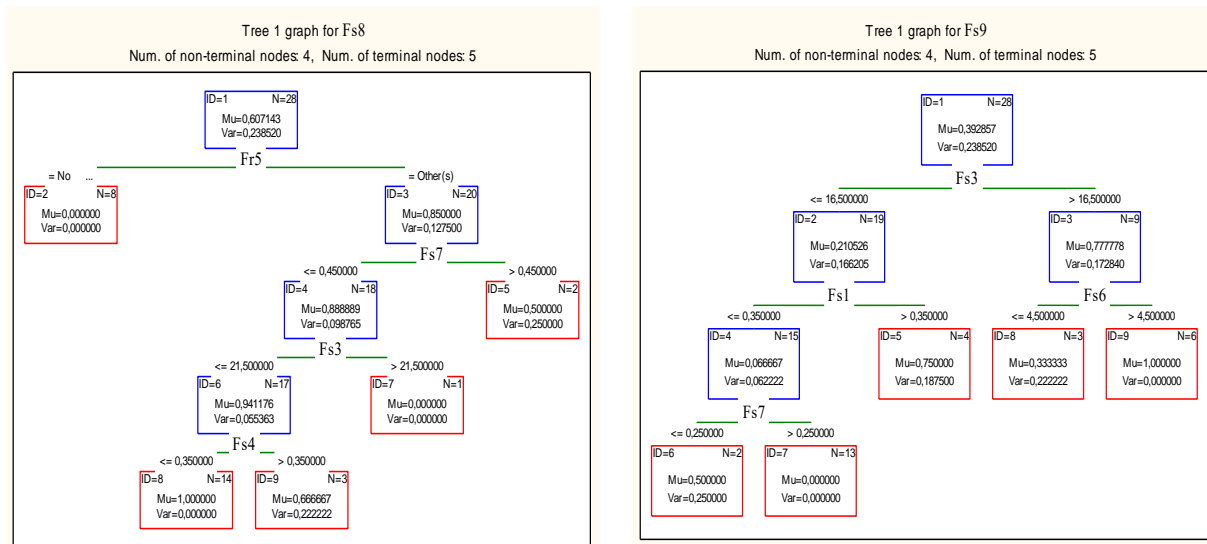 Tree 1 graph for Fs8
Num. of non-terminal nodes: 4, Num. of terminal nodes: 5
ID=1 N=28
Mu=0,607143
Var=0,238520
Fr5
= No ...
= Other(s)
ID=2 N=8
Mu=0,000000
Var=0,000000
ID=3 N=20
Mu=0,850000
Var=0,127500
Fs7
<= 0,450000
> 0,450000
ID=4 N=18
Mu=0,888889
Var=0,098765
ID=5 N=2
Mu=0,500000
Var=0,250000
Fs3
<= 21,500000
> 21,500000
ID=6 N=17
Mu=0,941176
Var=0,055363
ID=7 N=1
Mu=0,000000
Var=0,000000
Fs4
<= 0,350000
> 0,350000
ID=8 N=14
Mu=1,000000
Var=0,000000
ID=9 N=3
Mu=0,666667
Var=0,222222
Tree 1 graph for Fs9
Num. of non-terminal nodes: 4, Num. of terminal nodes: 5
ID=1 N=28
Mu=0,392857
Var=0,238520
Fs3
<= 16,500000
> 16,500000
ID=2 N=19
Mu=0,210526
Var=0,166205
ID=3 N=9
Mu=0,777778
Var=0,172840
Fs1
Fs6
<= 0,350000
> 0,350000
<= 4,500000
> 4,500000
ID=4 N=15
Mu=0,066667
Var=0,062222
ID=5 N=4
Mu=0,750000
Var=0,187500
ID=8 N=3
Mu=0,333333
Var=0,222222
ID=9 N=6
Mu=1,000000
Var=0,000000
Fs7
<= 0,250000
> 0,250000
ID=6 N=2
Mu=0,500000
Var=0,250000
ID=7 N=13
Mu=0,000000
Var=0,000000